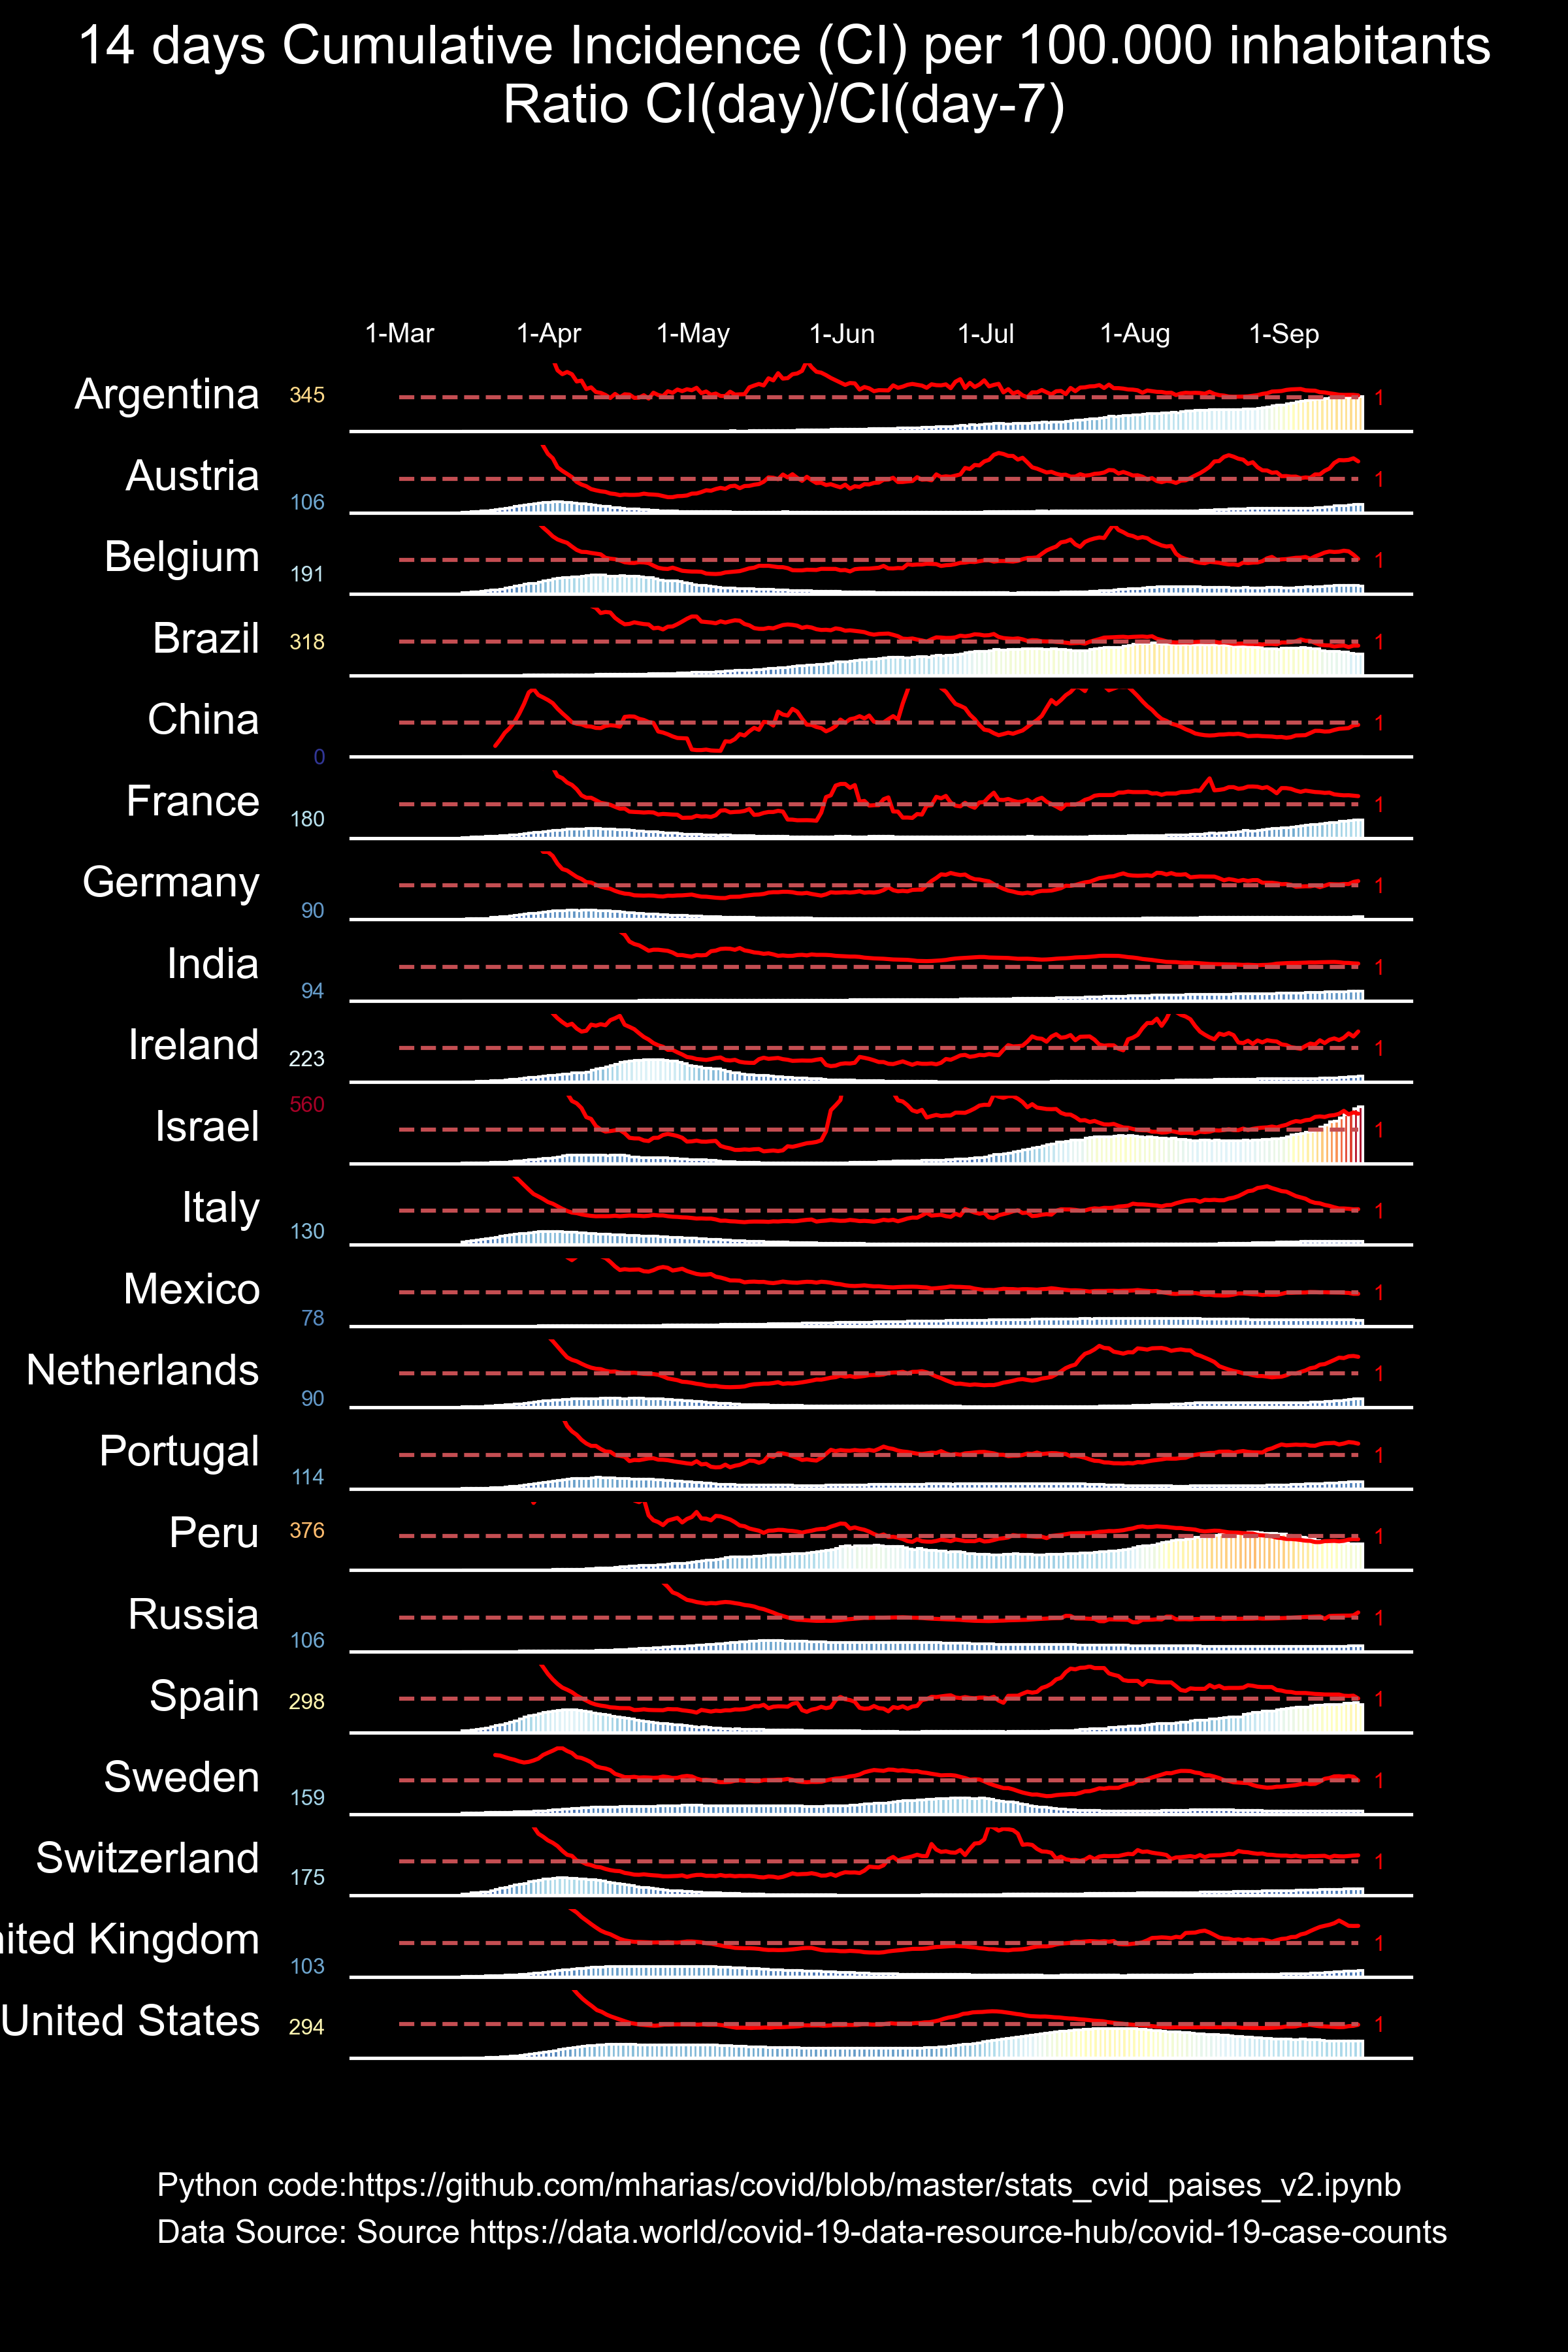 14 days Cumulative Incidence (CI) per 100.000 inhabitants
Ratio CI(day)/CI(day-7)
1-Mar 1-Apr 1-May 1-Jun 1-Jul 1-Aug 1-Sep
Argentina 345 1
Austria 106 1
Belgium 191 1
Brazil 318 1
China 0 1
France 180 1
Germany 90 1
India 94 1
Ireland 223 1
Israel 560 1
Italy 130 1
Mexico 78 1
Netherlands 90 1
Portugal 114 1
Peru 376 1
Russia 106 1
Spain 298 1
Sweden 159 1
Switzerland 175 1
ited Kingdom 103 1
United States 294 1
Python code:https://github.com/mharias/covid/blob/master/stats_cvid_paises_v2.ipynb
Data Source: Source https://data.world/covid-19-data-resource-hub/covid-19-case-counts